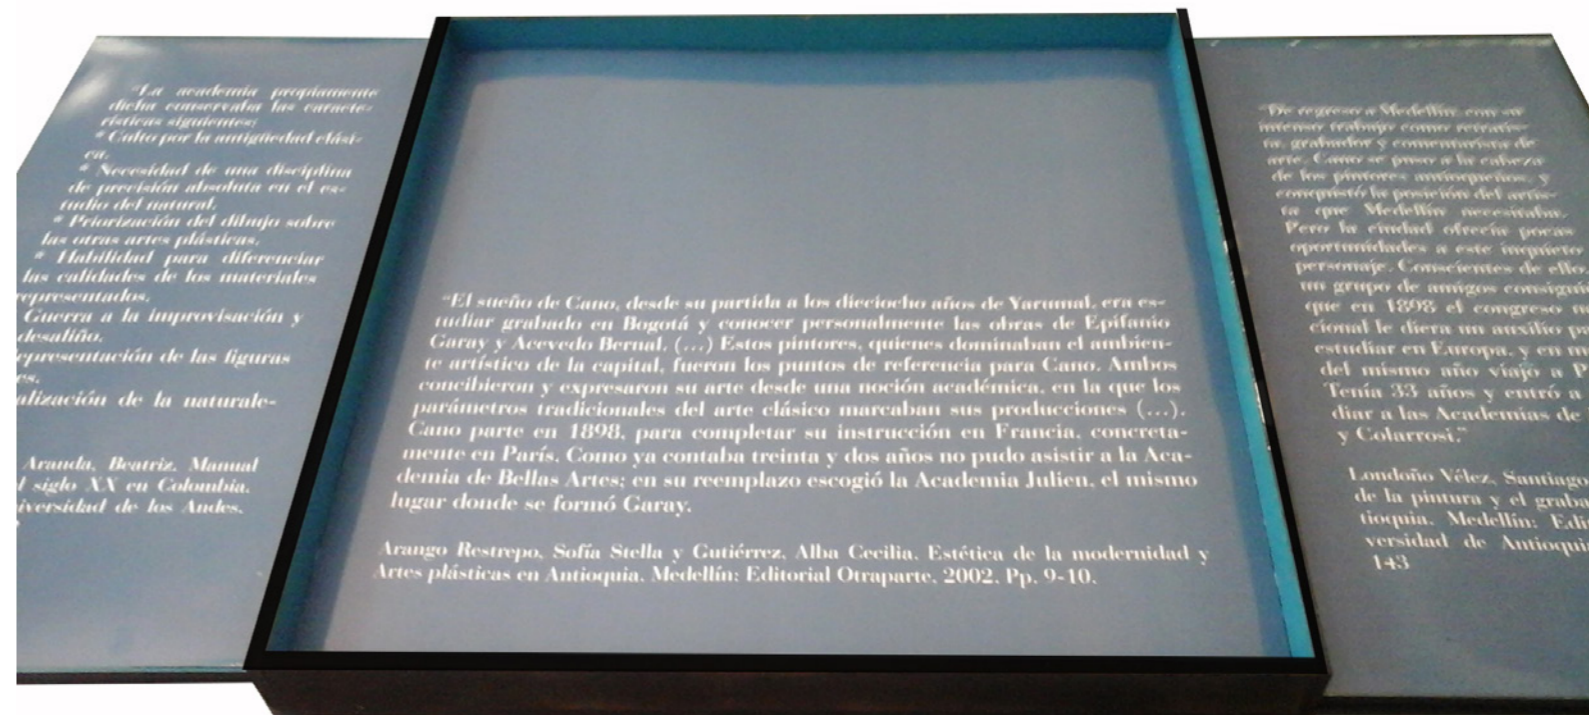 "La academia propiamente
dicha conservaba las caracte-
rísticas siguientes:
* Culto por la antigüedad clási-
ca.
* Necesidad de una disciplina
de precisión absoluta en el es-
tudio del natural.
* Priorización del dibujo sobre
las otras artes plásticas.
* Habilidad para diferenciar
las calidades de los materiales
representados.
Guerra a la improvisación y
desaliño.
epresentación de las figuras
es.
alización de la naturale-
Aranda, Beatriz. Manual
l siglo XX en Colombia.
iversidad de los Andes.
"El sueño de Cano, desde su partida a los dieciocho años de Yarumal, era es-
tudiar grabado en Bogotá y conocer personalmente las obras de Epifanio
Garay y Acevedo Bernal. (...) Estos pintores, quienes dominaban el ambien-
te artístico de la capital, fueron los puntos de referencia para Cano. Ambos
concibieron y expresaron su arte desde una noción académica, en la que los
parámetros tradicionales del arte clásico marcaban sus producciones (...).
Cano parte en 1898, para completar su instrucción en Francia, concreta-
mente en París. Como ya contaba treinta y dos años no pudo asistir a la Aca-
demia de Bellas Artes; en su reemplazo escogió la Academia Julien, el mismo
lugar donde se formó Garay.
Arango Restrepo, Sofía Stella y Gutiérrez, Alba Cecilia. Estética de la modernidad y
Artes plásticas en Antioquia. Medellín: Editorial Otraparte, 2002. Pp. 9-10.
"De regreso a Medellín, con su
intenso trabajo como retratis-
ta, grabador y comentarista de
arte, Cano se puso a la cabeza
de los pintores antioqueños, y
conquistó la posición del artis-
ta que Medellín necesitaba.
Pero la ciudad ofrecía pocas
oportunidades a este inquieto
personaje. Conscientes de ello,
un grupo de amigos consiguió
que en 1898 el congreso na
cional le diera un auxilio pa
estudiar en Europa, y en m
del mismo año viajó a P
Tenía 33 años y entró a
diar a las Academias de
y Colarrosi."
Londoño Vélez, Santiago
de la pintura y el graba
tioquia. Medellín: Edi
versidad de Antioqui
143